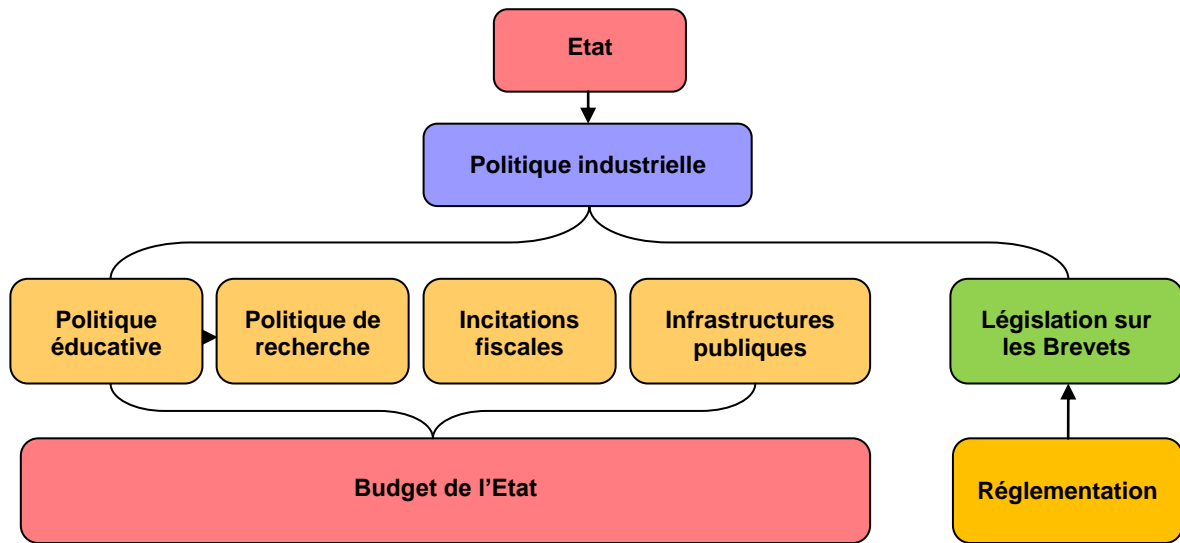 Etat
Politique industrielle
Politique
éducative
Politique de
recherche
Incitations
fiscales
Infrastructures
publiques
Législation sur
les Brevets
Budget de l’Etat
Réglementation